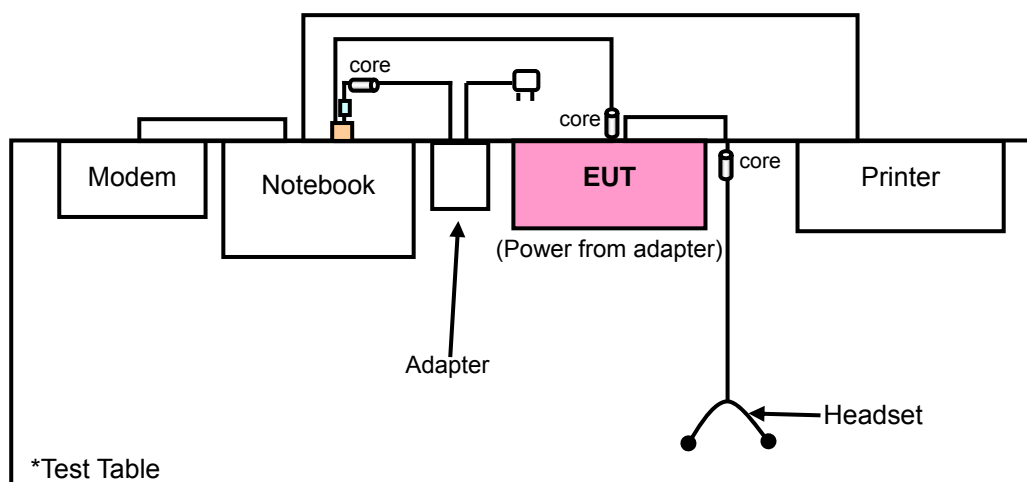 core
core
core
Modem
Notebook
EUT
Printer
(Power from adapter)
Adapter
Headset
*Test Table